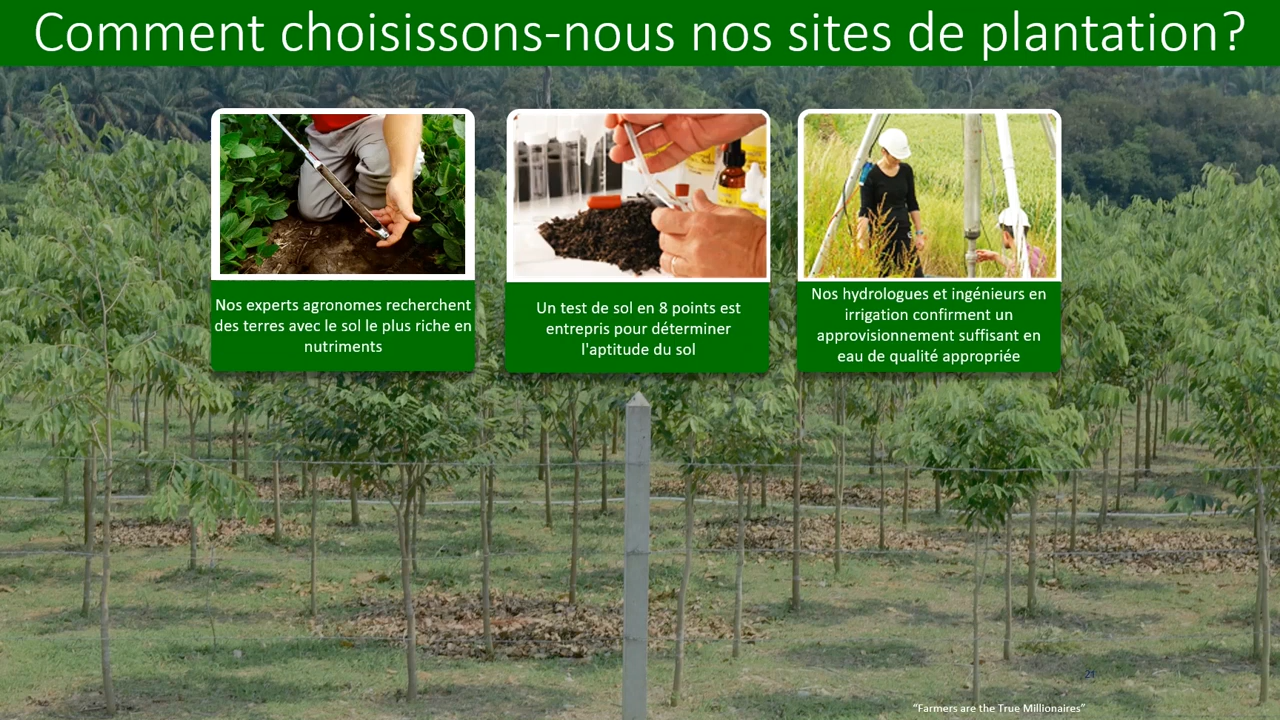 Comment choisissons-nous nos sites de plantation?
Nos experts agronomes recherchent
des terres avec le sol le plus riche en
nutriments
Un test de sol en 8 points est
entrepris pour déterminer
l'aptitude du sol
Nos hydrologues et ingénieurs en
irrigation confirment un
approvisionnement suffisant en
eau de qualité appropriée
21
“Farmers are the True Millionaires”